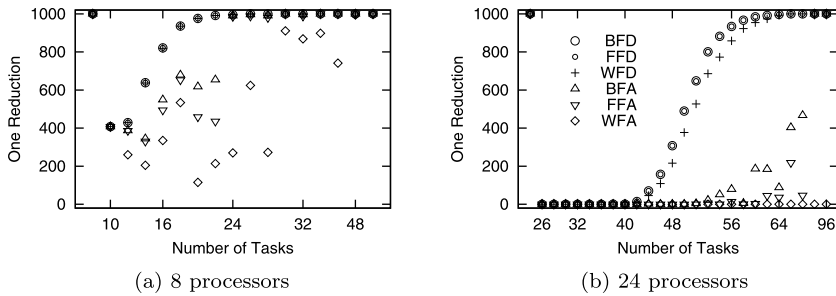 1000
800
600
400
200
0
One Reduction
10 16 24 36 48
Number of Tasks
(a) 8 processors
1000
800
600
400
200
0
One Reduction
BFD
FFD
WFD
BFA
FFA
WFA
26 32 40 48 56 64 96
Number of Tasks
(b) 24 processors